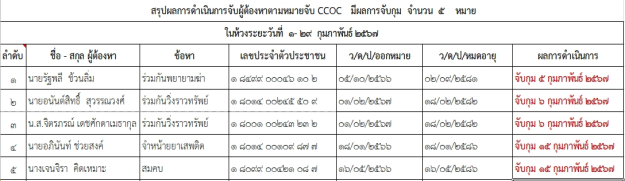 สรุปผลการดำเนินการจับผู้ต้องหาตามหมายจับ CCOC มีผลการจับกุม จำนวน ๕ หมาย
ในห้วงระยะวันที่ ๑- ๒๙ กุมภาพันธ์ ๒๕๖๗
ลำดับ ชื่อ - สกุล ผู้ต้องหา ข้อหา เลขประจำตัวประชาชน ว/ด/ป/ออกหมาย ว/ด/ป/หมดอายุ ผลการดำเนินการ
๑ นายรัฐพลี ช้วนลิ่ม ร่วมกันพยายามฆ่า ๑ ๘๔๙๙ ๐๐๐๔๖ ๑๐ ๒ ๐๕/๑๐/๒๕๖๖ ๐๒/๐๙/๒๕๘๑ จับกุม ๕ กุมภาพันธ์ ๒๕๖๗
๒ นายอนันต์สิทธิ์ สุวรรณวงศ์ ร่วมกันวิ่งราวทรัพย์ ๑ ๘๐๑๔ ๐๐๒๔๕ ๕๐ ๙ ๐๑/๐๒/๒๕๖๗ ๑๘/๐๒/๒๕๘๒ จับกุม ๖ กุมภาพันธ์ ๒๕๖๗
๓ น.ส.จิตรภรณ์ เดชศักดาเมธากุล ร่วมกันวิ่งราวทรัพย์ ๑ ๘๐๑๑ ๐๐๒๔๓ ๒๓ ๒ ๐๑/๐๒/๒๕๖๗ ๑๘/๐๒/๒๕๘๒ จับกุม ๖ กุมภาพันธ์ ๒๕๖๗
๔ นายอภินันท์ ช่วยสงค์ จำหน่ายยาเสพติด ๑ ๘๐๑๔ ๐๐๑๐๙ ๘๗ ๗ ๑๘/๐๑/๒๕๖๖ ๑๘/๐๑/๒๕๘๖ จับกุม ๑๕ กุมภาพันธ์ ๒๕๖๗
๕ นางเจนจิรา คิดเหมาะ สมคบ ๑ ๘๐๙๙ ๐๐๔๒๑ ๐๘ ๗ ๑๖/๐๕/๒๕๖๖ ๑๖/๐๕/๒๕๘๖ จับกุม ๑๕ กุมภาพันธ์ ๒๕๖๗